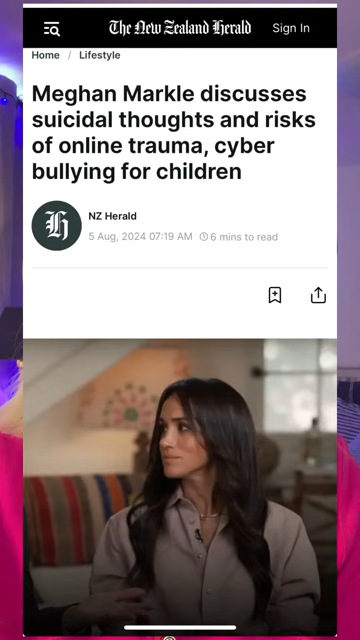 The New Zealand Herald
Sign In
Home / Lifestyle
Meghan Markle discusses
suicidal thoughts and risks
of online trauma, cyber
bullying for children
NZ Herald
5 Aug, 2024 07:19 AM 6 mins to read